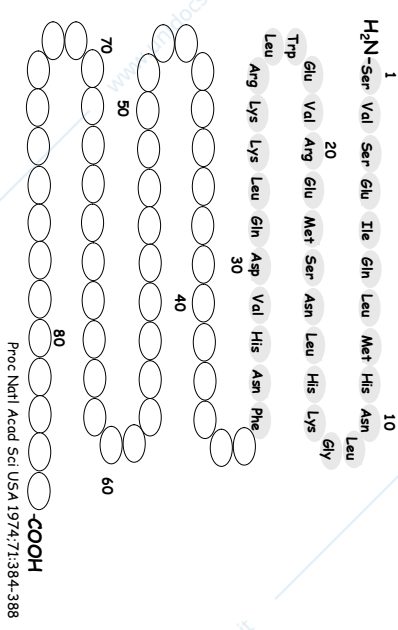 1 10
H₂N-Ser Val Ser Glu Ile Gln Leu Met His Asn
Leu
Gly
20
Trp Glu Val Arg Glu Met Ser Asn Leu His Lys
Leu
Arg Lys Lys Leu Gln Asp Val His Asn Phe
30
40
50
60
70
80
-COOH
Proc Natl Acad Sci USA 1974;71:384-388